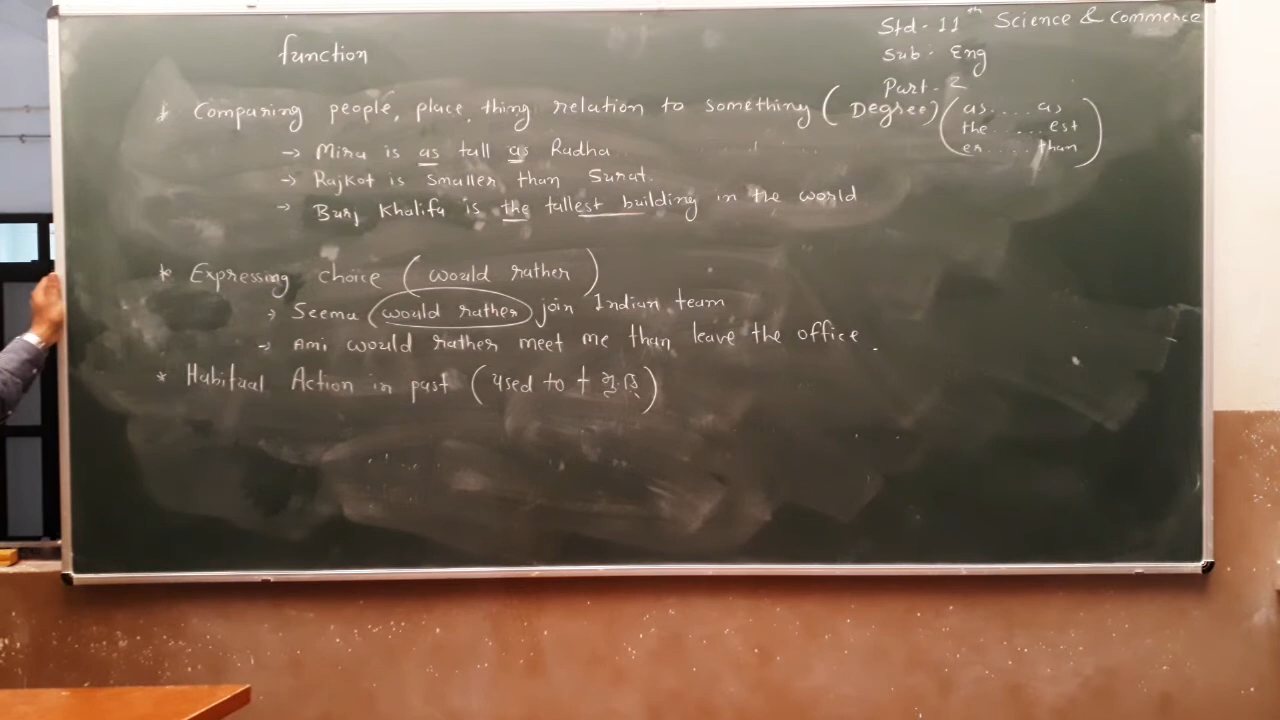 Std - 11th Science & Commerce
Sub - Eng
Part - 2
function
* Comparing people, place, thing relation to something (Degree) (as.... as
the ..... est
er ..... than)
→ Mira is as tall as Radha
→ Rajkot is smaller than Surat.
→ Burj Khalifa is the tallest building in the world
* Expressing choice (would rather)
→ Seema would rather join Indian team
→ Ami would rather meet me than leave the office.
* Habitual Action in past (used to + મૂ.ક્રિ)